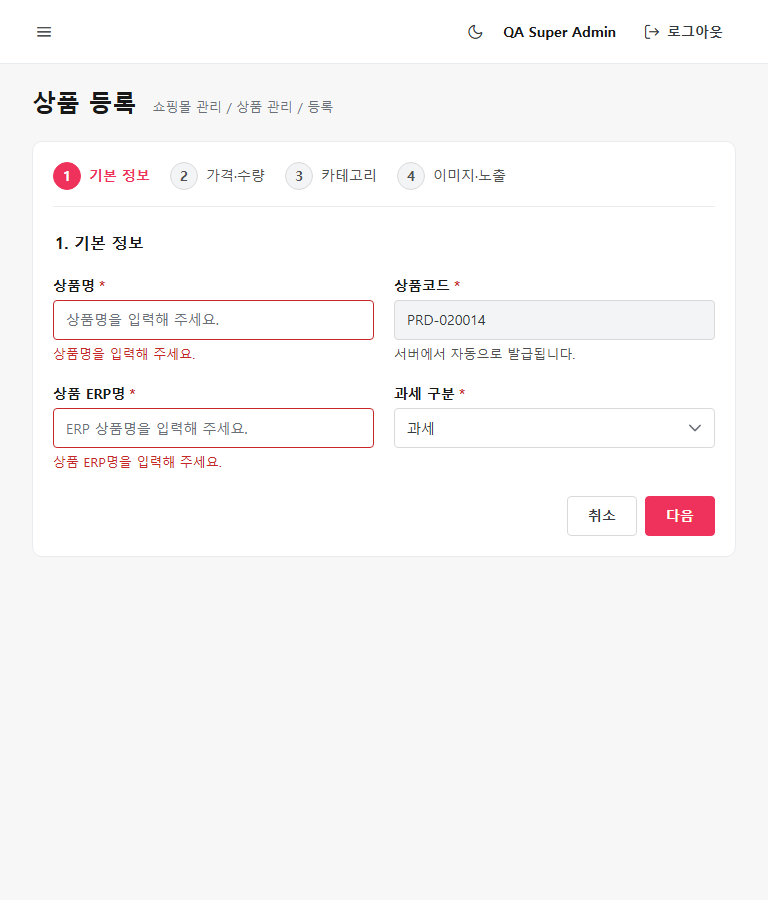 QA Super Admin 로그아웃
상품 등록 쇼핑몰 관리 / 상품 관리 / 등록
1 기본 정보 2 가격·수량 3 카테고리 4 이미지·노출
1. 기본 정보
상품명 *
상품명을 입력해 주세요.
상품명을 입력해 주세요.
상품코드 *
PRD-020014
서버에서 자동으로 발급됩니다.
상품 ERP명 *
ERP 상품명을 입력해 주세요.
상품 ERP명을 입력해 주세요.
과세 구분 *
과세
취소 다음